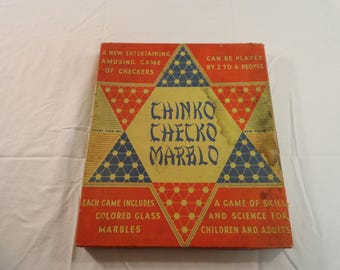 A NEW ENTERTAINING
AMUSING GAME
OF CHECKERS
CAN BE PLAYED
BY 2 TO 6 PEOPLE
CHINKO
CHECKO
MARBLO
EACH GAME INCLUDES
COLORED GLASS
MARBLES
A GAME OF SKILL
AND SCIENCE FOR
CHILDREN AND ADULTS